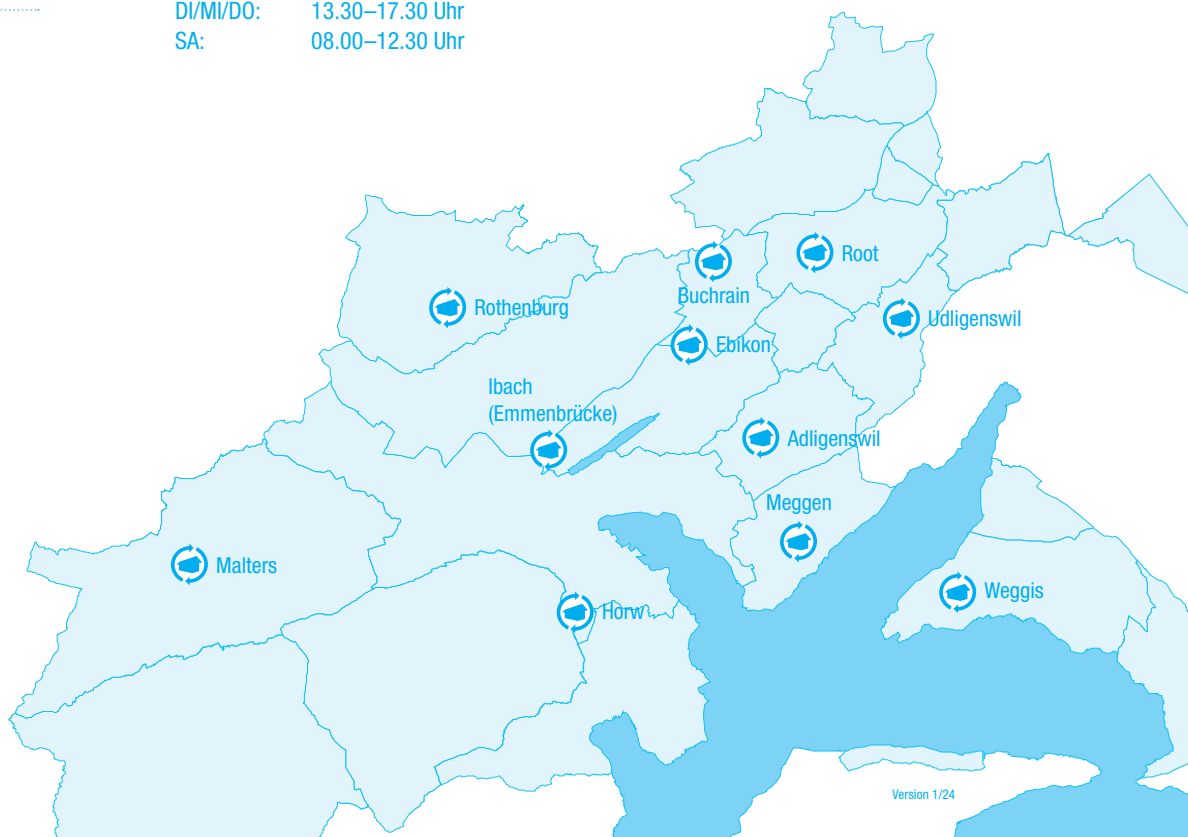 DI/MI/DO: 13.30–17.30 Uhr
SA: 08.00–12.30 Uhr
Root
Buchrain
Rothenburg
Udligenswil
Ebikon
Ibach
(Emmenbrücke)
Adligenswil
Meggen
Malters
Weggis
Horw
Version 1/24